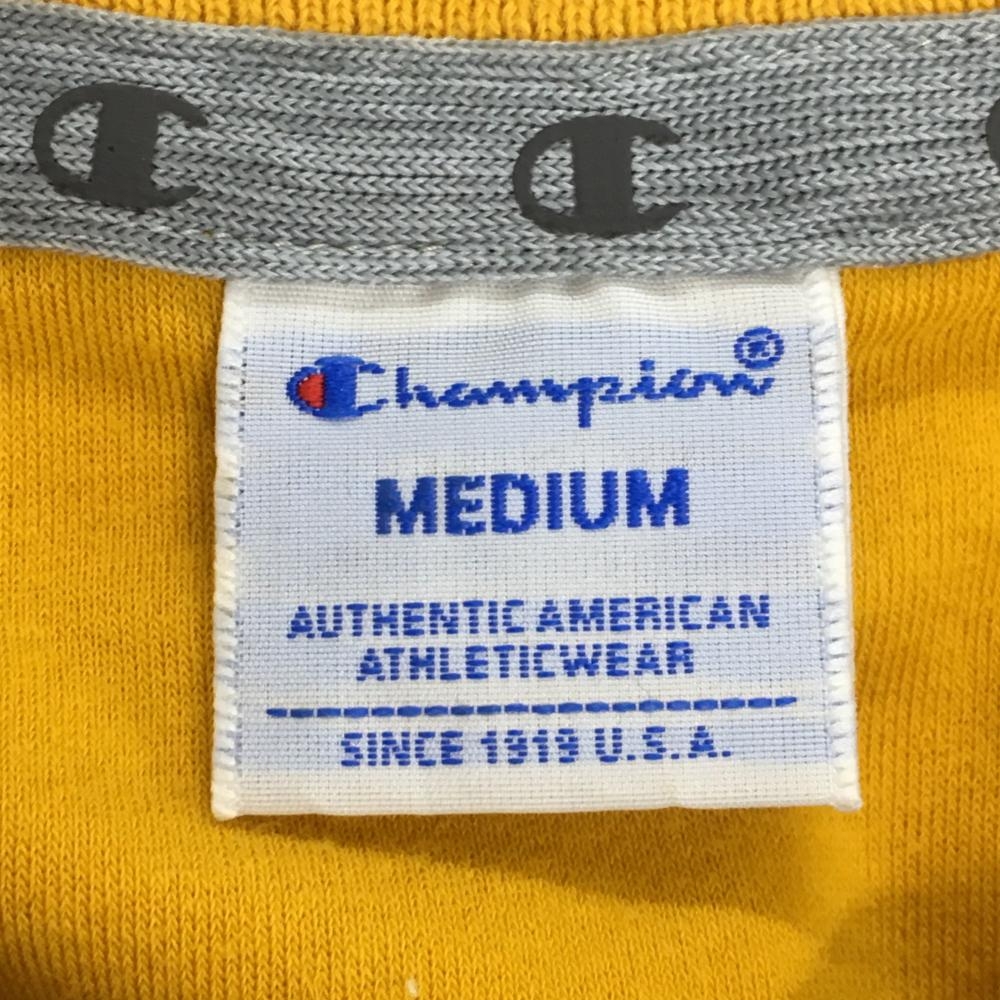 Champion®
MEDIUM
AUTHENTIC AMERICAN
ATHLETICWEAR
SINCE 1919 U.S.A.